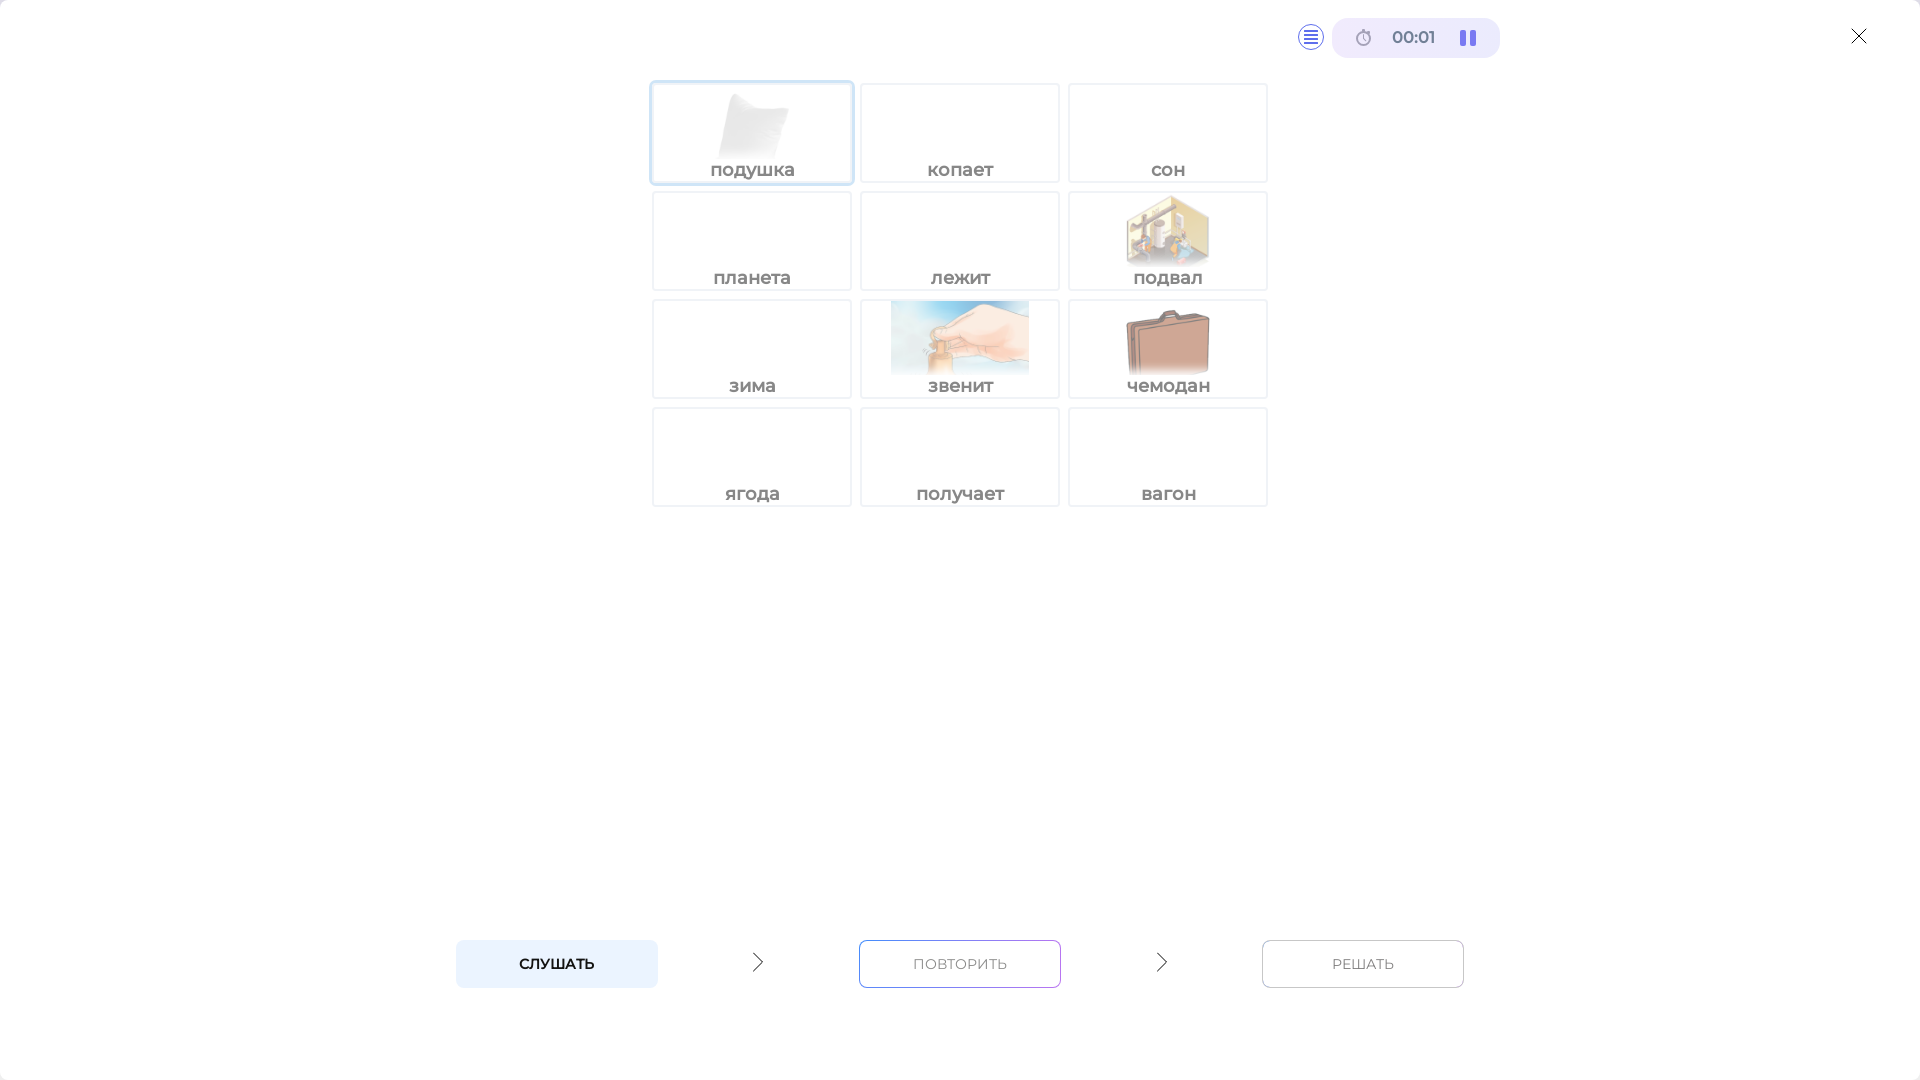 00:01
подушка
копает
сон
планета
лежит
подвал
зима
звенит
чемодан
ягода
получает
вагон
СЛУШАТЬ
ПОВТОРИТЬ
РЕШАТЬ